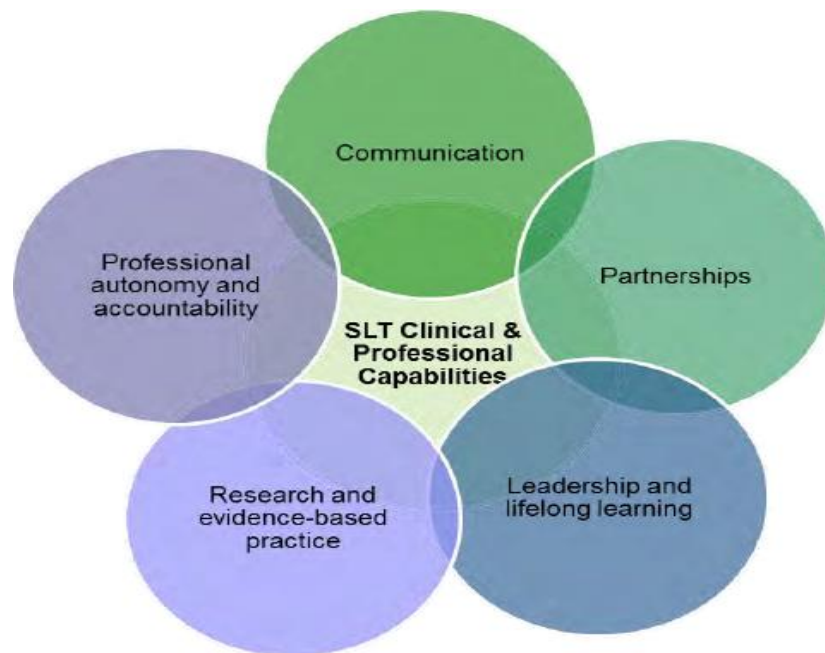 Communication
Partnerships
Leadership and
lifelong learning
Research and
evidence-based
practice
Professional
autonomy and
accountability
SLT Clinical &
Professional
Capabilities